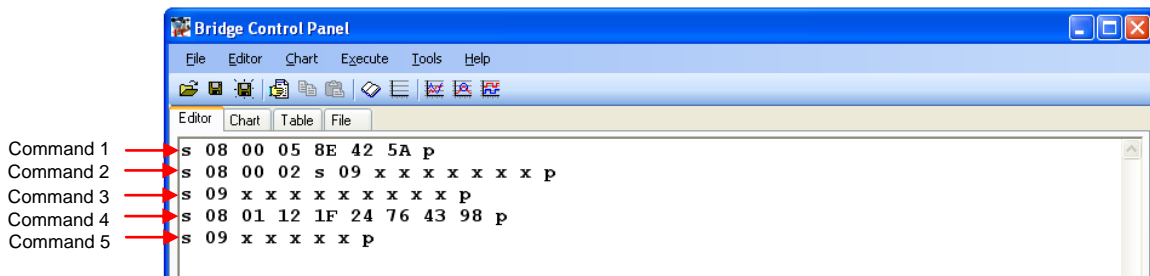 Bridge Control Panel
File Editor Chart Execute Tools Help
Editor Chart Table File
Command 1 s 08 00 05 8E 42 5A p
Command 2 s 08 00 02 s 09 x x x x x x x p
Command 3 s 09 x x x x x x x x x p
Command 4 s 08 01 12 1F 24 76 43 98 p
Command 5 s 09 x x x x x p